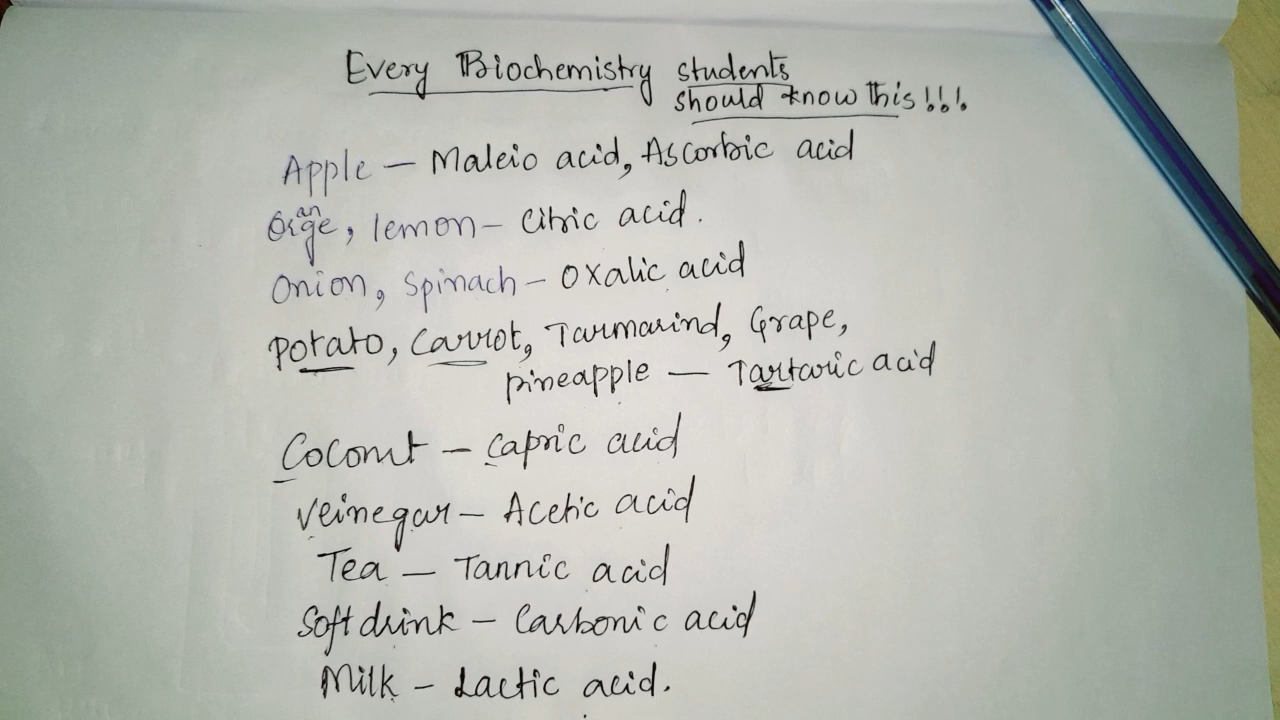 Every Biochemistry students
should know this!!!
Apple – Maleio acid, Ascorbic acid
Orange, lemon – Citric acid.
Onion, Spinach – Oxalic acid
Potato, Carrot, Tarmarind, Grape,
pineapple – Tartaric acid
Coconut – Capric acid
Veinegar – Acetic acid
Tea – Tannic acid
Soft drink – Carbonic acid
Milk – Lactic acid.